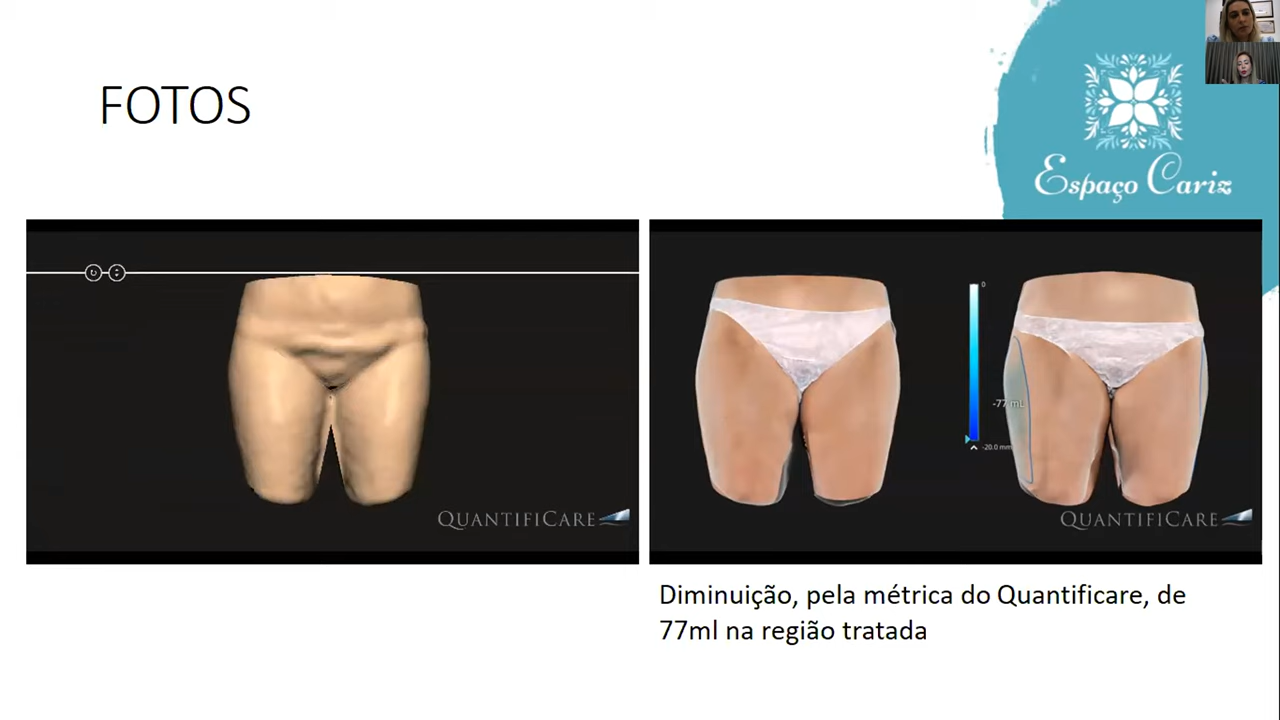 FOTOS
Espaço Cariz
QUANTIFICARE
0
-77 mL
-20.0 mm
QUANTIFICARE
Diminuição, pela métrica do Quantificare, de
77ml na região tratada